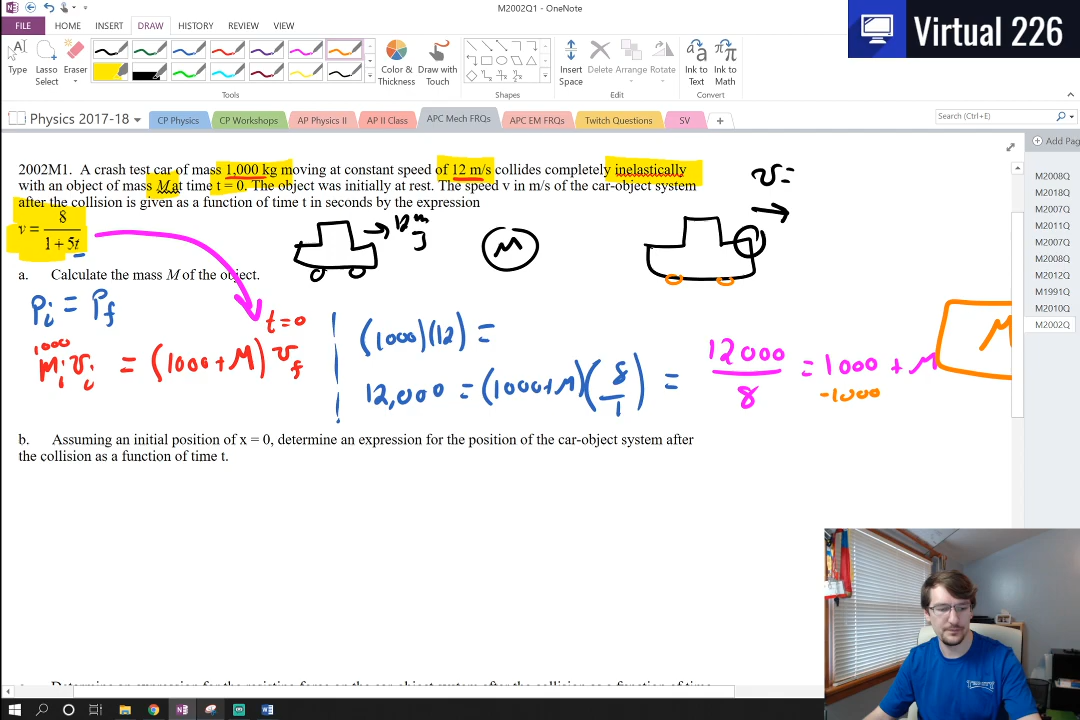 M2002Q1 - OneNote
Virtual 226
FILE HOME INSERT DRAW HISTORY REVIEW VIEW
Type
Lasso Select
Eraser
Color & Thickness
Draw with Touch
Insert Space
Delete
Arrange
Rotate
Ink to Text
Ink to Math
Tools
Shapes
Edit
Convert
Physics 2017-18
CP Physics
CP Workshops
AP Physics II
AP II Class
APC Mech FRQs
APC EM FRQs
Twitch Questions
SV
+
Search (Ctrl+E)
Add Pag
M2008Q
M2018Q
M2007Q
M2011Q
M2007Q
M2008Q
M2012Q
M1991Q
M2010Q
M2002Q
2002M1. A crash test car of mass 1,000 kg moving at constant speed of 12 m/s collides completely inelastically
with an object of mass M at time t = 0. The object was initially at rest. The speed v in m/s of the car-object system
after the collision is given as a function of time t in seconds by the expression
v = 8 / 1 + 5t
v=
12 m/s
M
a. Calculate the mass M of the object.
Pi = Pf
t=0
1000
Mivi = (1000+M)vf
(1000)(12) =
12,000 = (1000+M)(8/1) =
12000/8 = 1000 + M
-1000
M
b. Assuming an initial position of x = 0, determine an expression for the position of the car-object system after
the collision as a function of time t.